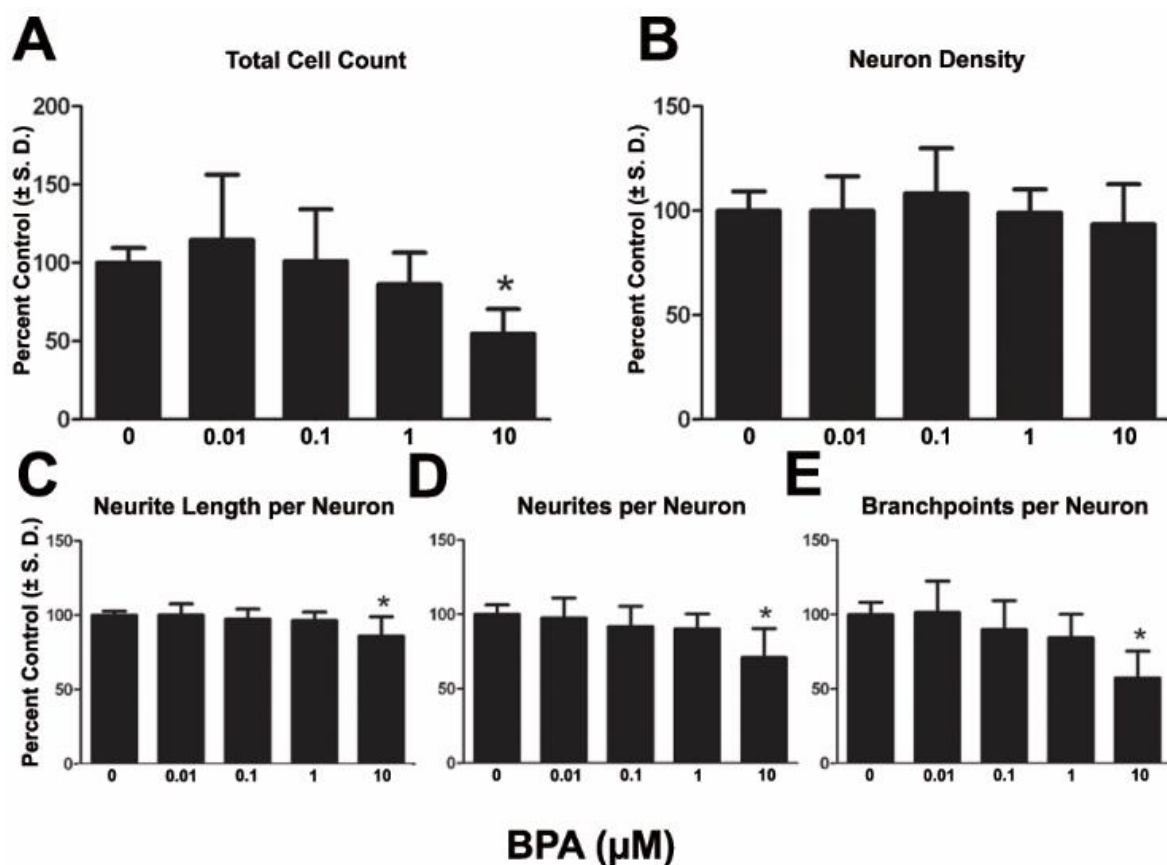 A
Total Cell Count
Percent Control (± S. D.)
200
150
100
50
0
0 0.01 0.1 1 10
*
B
Neuron Density
Percent Control (± S. D.)
150
100
50
0
0 0.01 0.1 1 10
C
Neurite Length per Neuron
Percent Control (± S. D.)
150
100
50
0
0 0.01 0.1 1 10
*
D
Neurites per Neuron
150
100
50
0
0 0.01 0.1 1 10
*
E
Branchpoints per Neuron
150
100
50
0
0 0.01 0.1 1 10
*
BPA (µM)